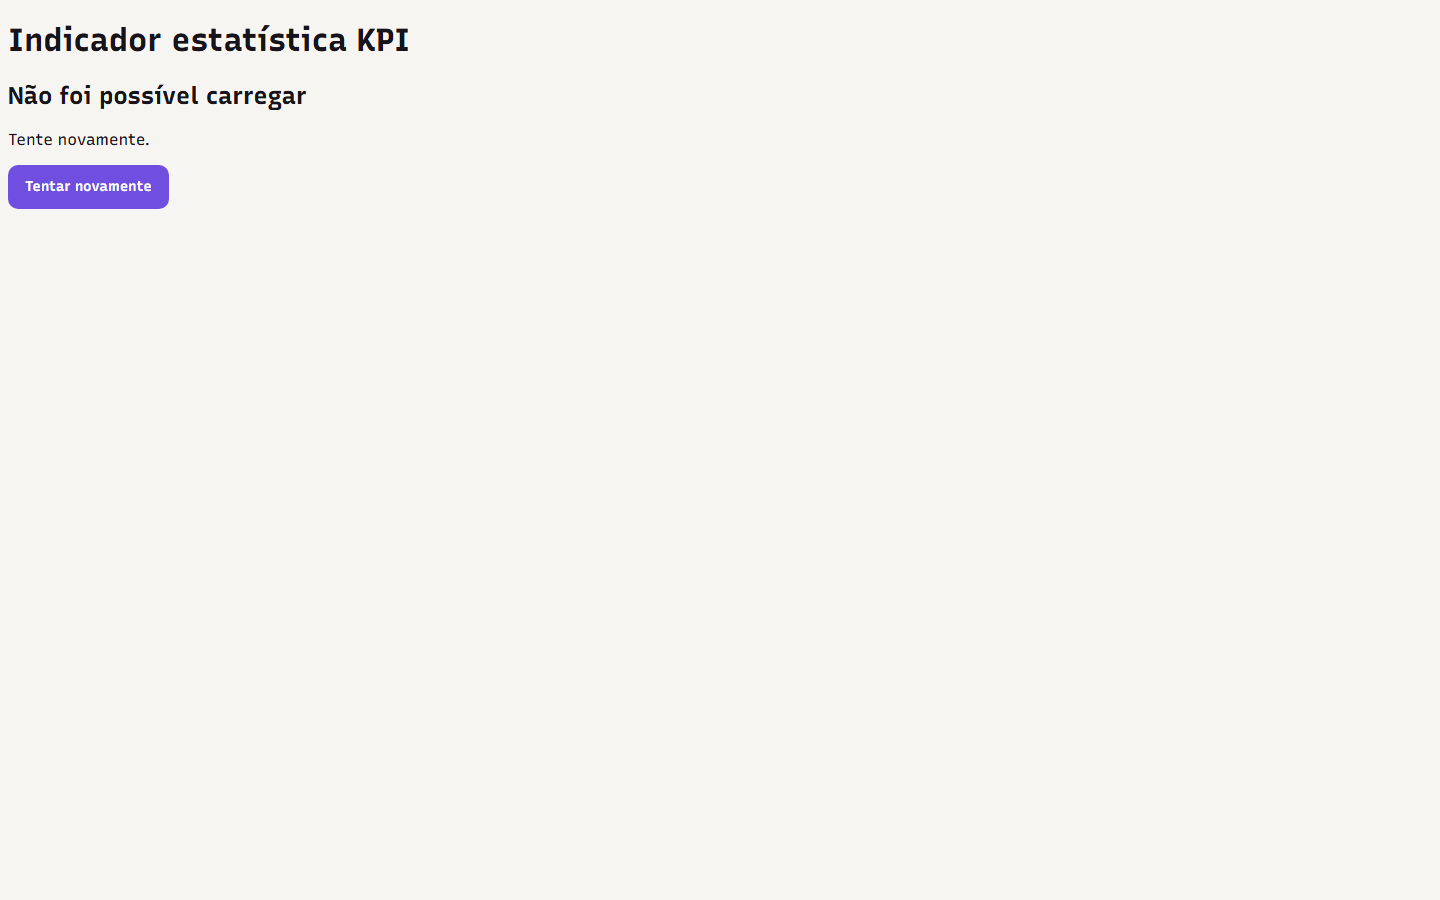 Indicador estatística KPI
Não foi possível carregar
Tente novamente.
Tentar novamente